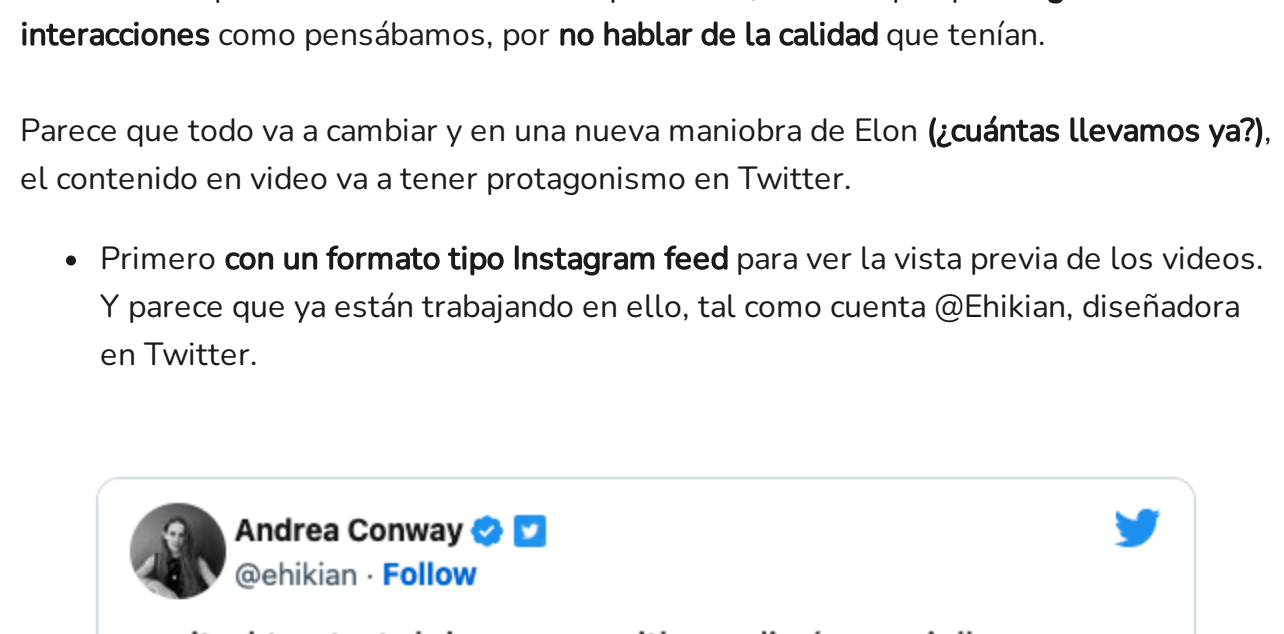 interacciones como pensábamos, por no hablar de la calidad que tenían.
Parece que todo va a cambiar y en una nueva maniobra de Elon (¿cuántas llevamos ya?),
el contenido en video va a tener protagonismo en Twitter.
• Primero con un formato tipo Instagram feed para ver la vista previa de los videos.
Y parece que ya están trabajando en ello, tal como cuenta @Ehikian, diseñadora
en Twitter.
Andrea Conway
@ehikian · Follow